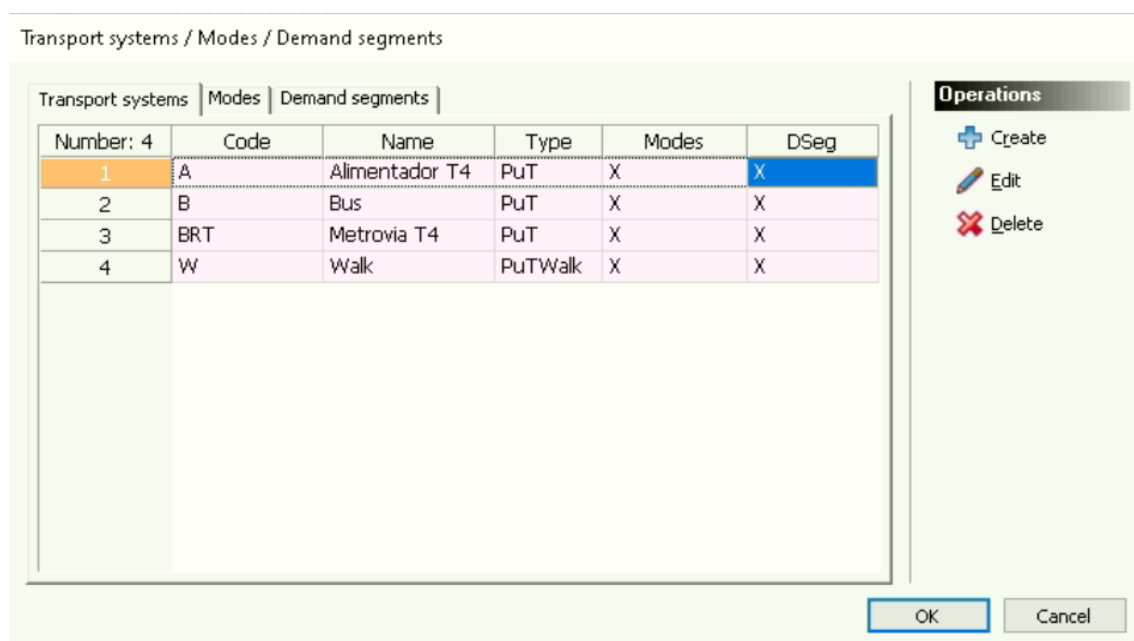 Transport systems / Modes / Demand segments
Transport systems Modes Demand segments
Number: 4 Code Name Type Modes DSeg
1 A Alimentador T4 PuT X X
2 B Bus PuT X X
3 BRT Metrovia T4 PuT X X
4 W Walk PuTWalk X X
Operations
Create
Edit
Delete
OK Cancel